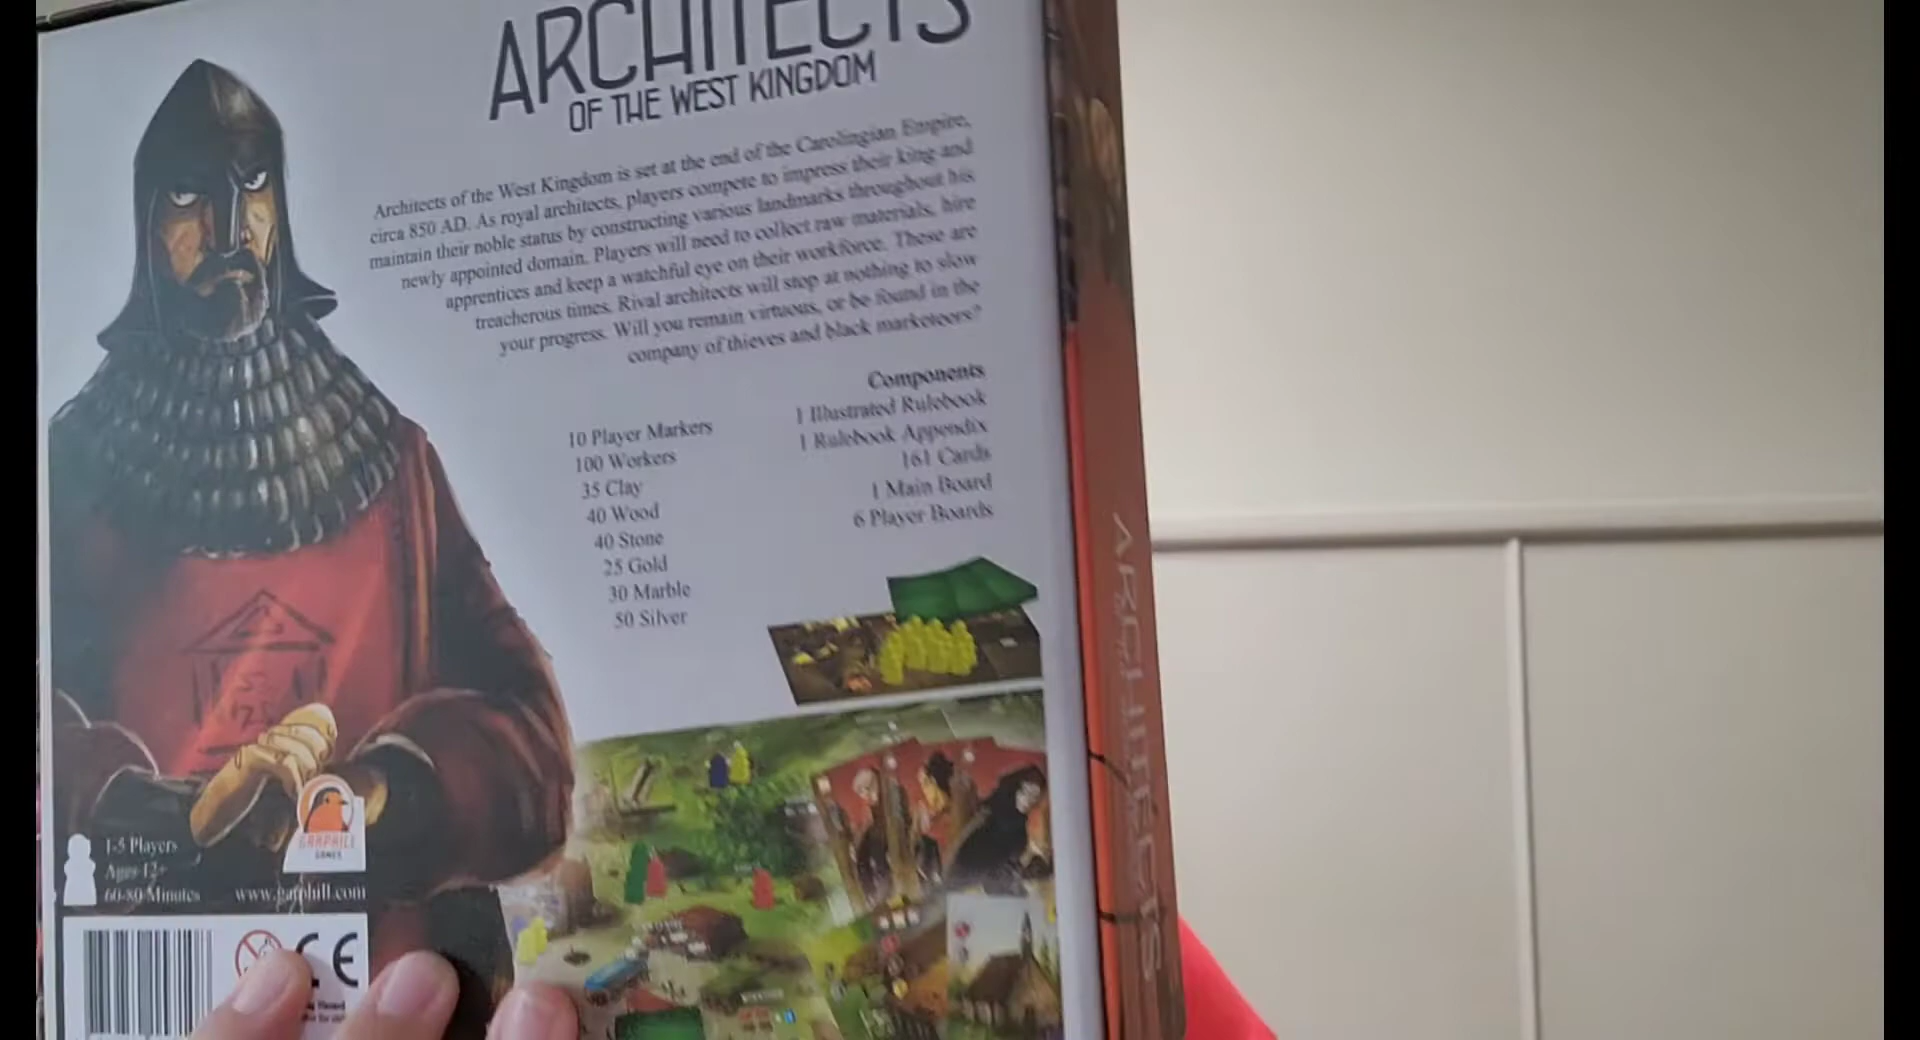 ARCHITECTS
OF THE WEST KINGDOM
Architects of the West Kingdom is set at the end of the Carolingian Empire,
circa 850 AD. As royal architects, players compete to impress their king and
maintain their noble status by constructing various landmarks throughout his
newly appointed domain. Players will need to collect raw materials, hire
apprentices and keep a watchful eye on their workforce. These are
treacherous times. Rival architects will stop at nothing to slow
your progress. Will you remain virtuous, or be found in the
company of thieves and black marketeers?
10 Player Markers
100 Workers
35 Clay
40 Wood
40 Stone
25 Gold
30 Marble
50 Silver
Components
1 Illustrated Rulebook
1 Rulebook Appendix
161 Cards
1 Main Board
6 Player Boards
GARPHILL
GAMES
1-5 Players
Ages 12+
60-80 Minutes
www.garphill.com
CE
ARCHITECTS